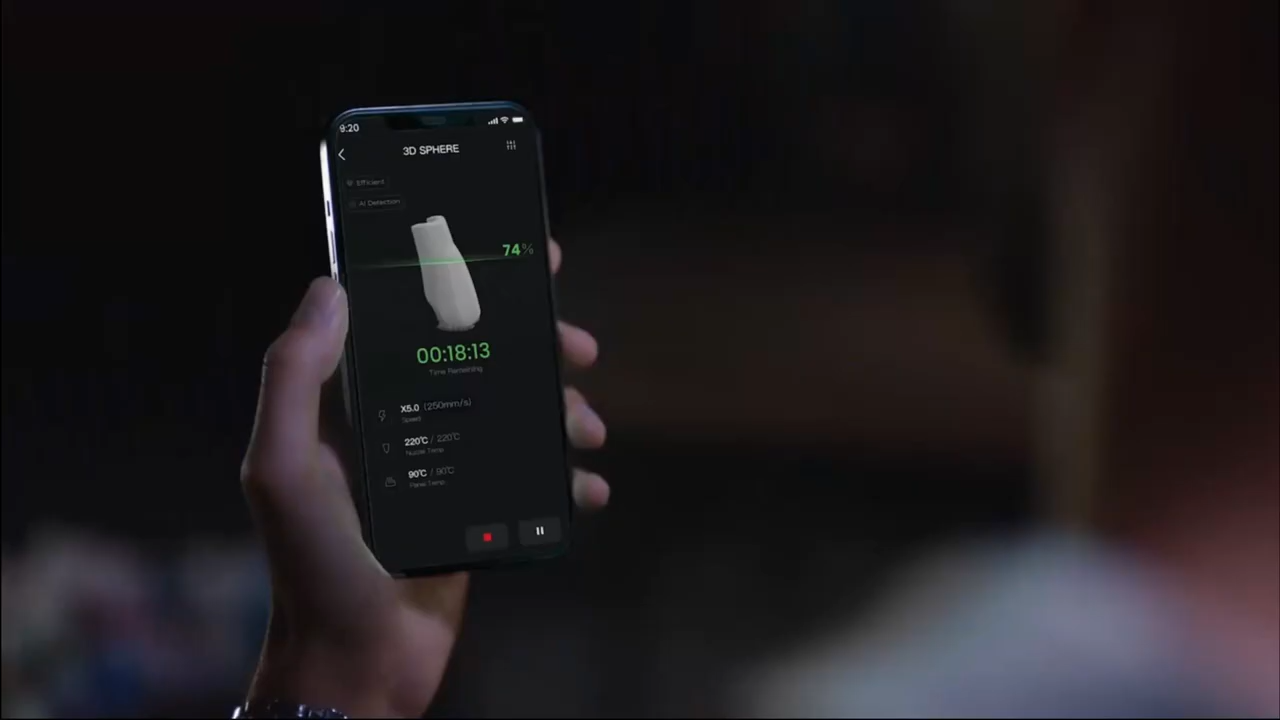 9:20
3D SPHERE
Efficient
AI Detection
74%
00:18:13
Time Remaining
X5.0 (250mm/s)
Speed
220℃ / 220℃
Nozzle Temp
90℃ / 90℃
Panel Temp